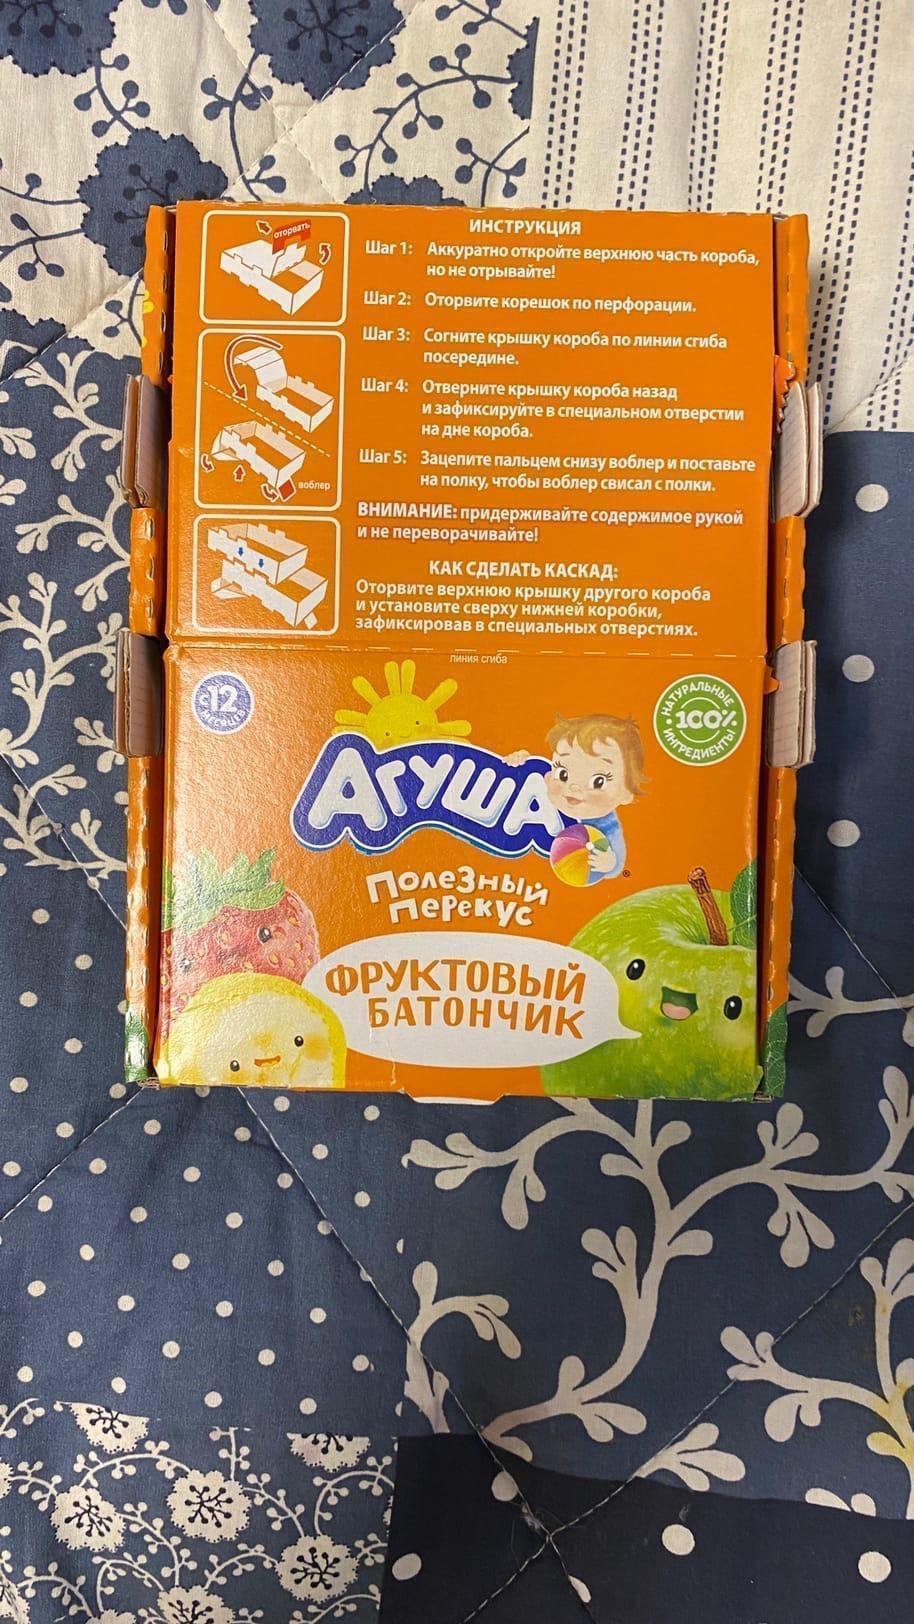 оторвать
воблер
ИНСТРУКЦИЯ
Шаг 1: Аккуратно откройте верхнюю часть короба,
но не отрывайте!
Шаг 2: Оторвите корешок по перфорации.
Шаг 3: Согните крышку короба по линии сгиба
посередине.
Шаг 4: Отверните крышку короба назад
и зафиксируйте в специальном отверстии
на дне короба.
Шаг 5: Зацепите пальцем снизу воблер и поставьте
на полку, чтобы воблер свисал с полки.
ВНИМАНИЕ: придерживайте содержимое рукой
и не переворачивайте!
КАК СДЕЛАТЬ КАСКАД:
Оторвите верхнюю крышку другого короба
и установите сверху нижней коробки,
зафиксировав в специальных отверстиях.
линия сгиба
С 12
МЕСЯЦЕВ
НАТУРАЛЬНЫЕ
100%
ИНГРЕДИЕНТЫ
АГУША
®
ПОЛЕЗНЫЙ
ПЕРЕКУС
ФРУКТОВЫЙ
БАТОНЧИК